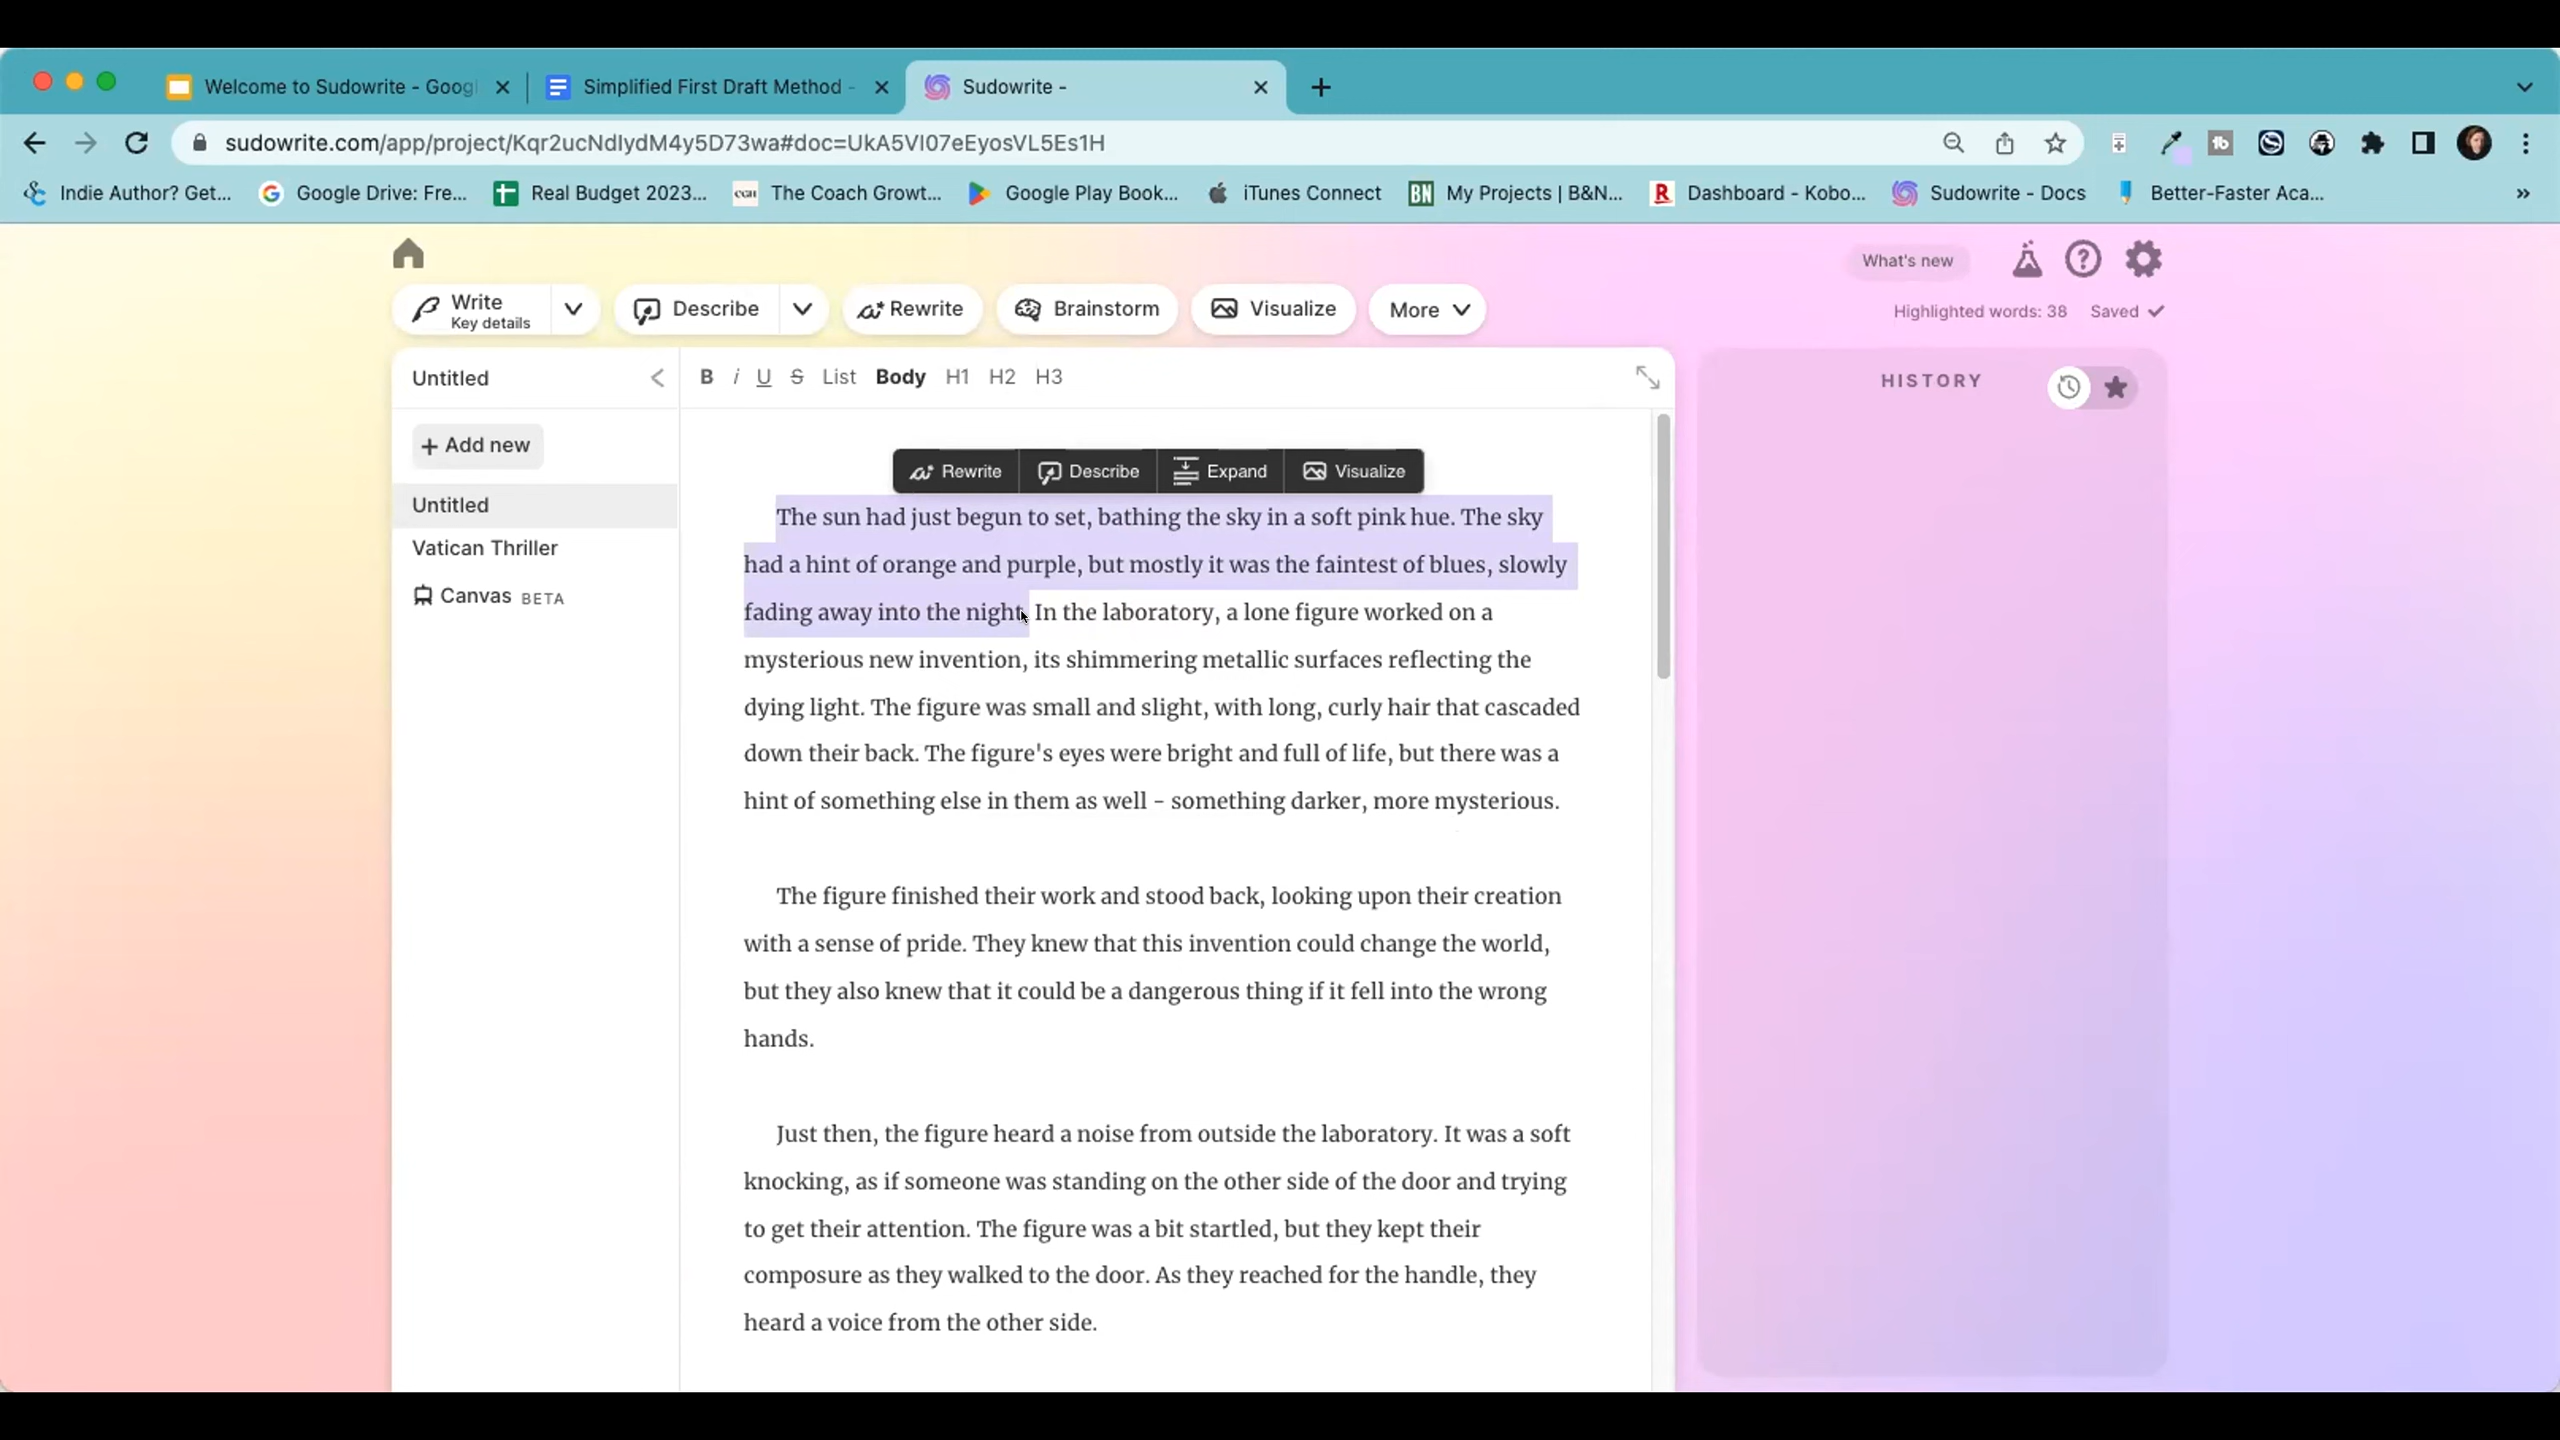 Welcome to Sudowrite - Goog
Simplified First Draft Method -
Sudowrite -
sudowrite.com/app/project/Kqr2ucNdIydM4y5D73wa#doc=UkA5VI07eEyosVL5Es1H
Indie Author? Get...
Google Drive: Fre...
Real Budget 2023...
The Coach Growt...
Google Play Book...
iTunes Connect
BN
My Projects | B&N...
R
Dashboard - Kobo...
Sudowrite - Docs
Better-Faster Aca...
What's new
Write
Key details
Describe
Rewrite
Brainstorm
Visualize
More
Highlighted words: 38
Saved
Untitled
B i U S List Body H1 H2 H3
HISTORY
+ Add new
Untitled
Vatican Thriller
Canvas BETA
Rewrite
Describe
Expand
Visualize
The sun had just begun to set, bathing the sky in a soft pink hue. The sky
had a hint of orange and purple, but mostly it was the faintest of blues, slowly
fading away into the night. In the laboratory, a lone figure worked on a
mysterious new invention, its shimmering metallic surfaces reflecting the
dying light. The figure was small and slight, with long, curly hair that cascaded
down their back. The figure's eyes were bright and full of life, but there was a
hint of something else in them as well - something darker, more mysterious.
The figure finished their work and stood back, looking upon their creation
with a sense of pride. They knew that this invention could change the world,
but they also knew that it could be a dangerous thing if it fell into the wrong
hands.
Just then, the figure heard a noise from outside the laboratory. It was a soft
knocking, as if someone was standing on the other side of the door and trying
to get their attention. The figure was a bit startled, but they kept their
composure as they walked to the door. As they reached for the handle, they
heard a voice from the other side.